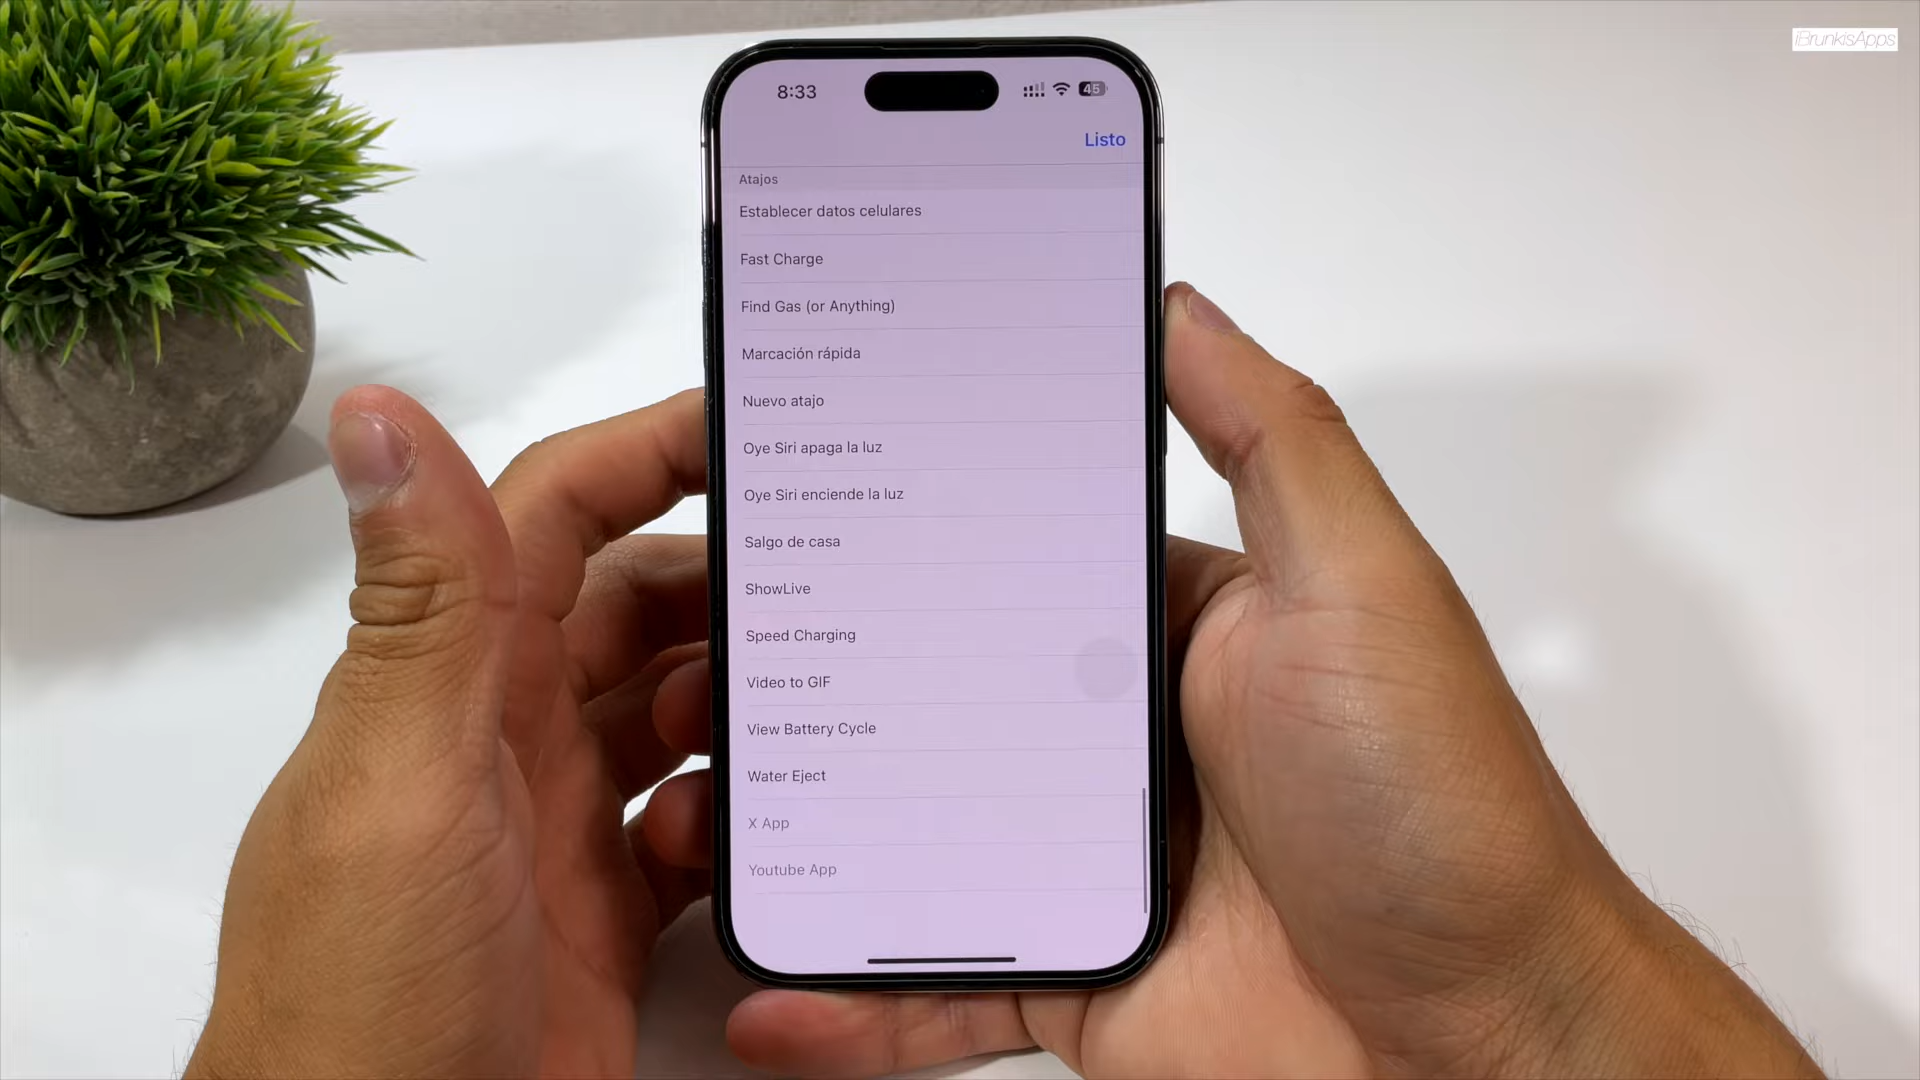 iBrunkisApps
8:33
45
Listo
Atajos
Establecer datos celulares
Fast Charge
Find Gas (or Anything)
Marcación rápida
Nuevo atajo
Oye Siri apaga la luz
Oye Siri enciende la luz
Salgo de casa
ShowLive
Speed Charging
Video to GIF
View Battery Cycle
Water Eject
X App
Youtube App